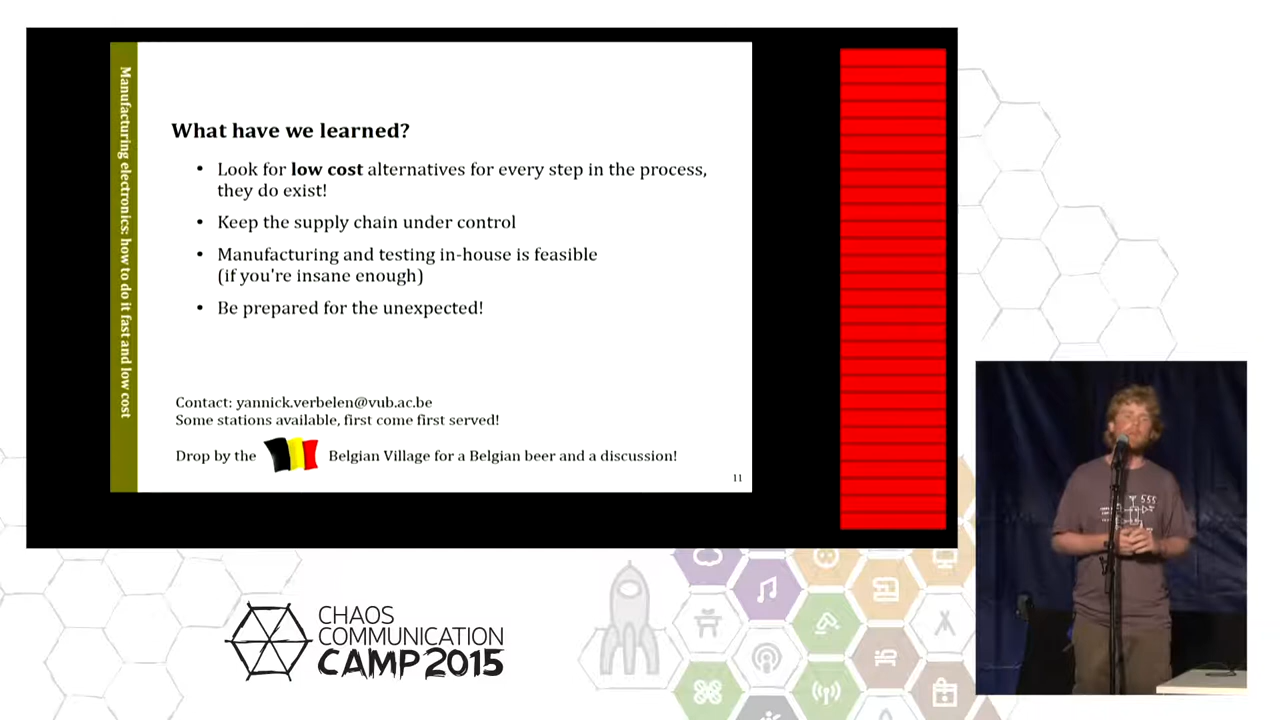 Manufacturing electronics: how to do it fast and low cost
What have we learned?
• Look for low cost alternatives for every step in the process,
they do exist!
• Keep the supply chain under control
• Manufacturing and testing in-house is feasible
(if you're insane enough)
• Be prepared for the unexpected!
Contact: yannick.verbelen@vub.ac.be
Some stations available, first come first served!
Drop by the Belgian Village for a Belgian beer and a discussion!
11
555
CHAOS
COMMUNICATION
CAMP 2015